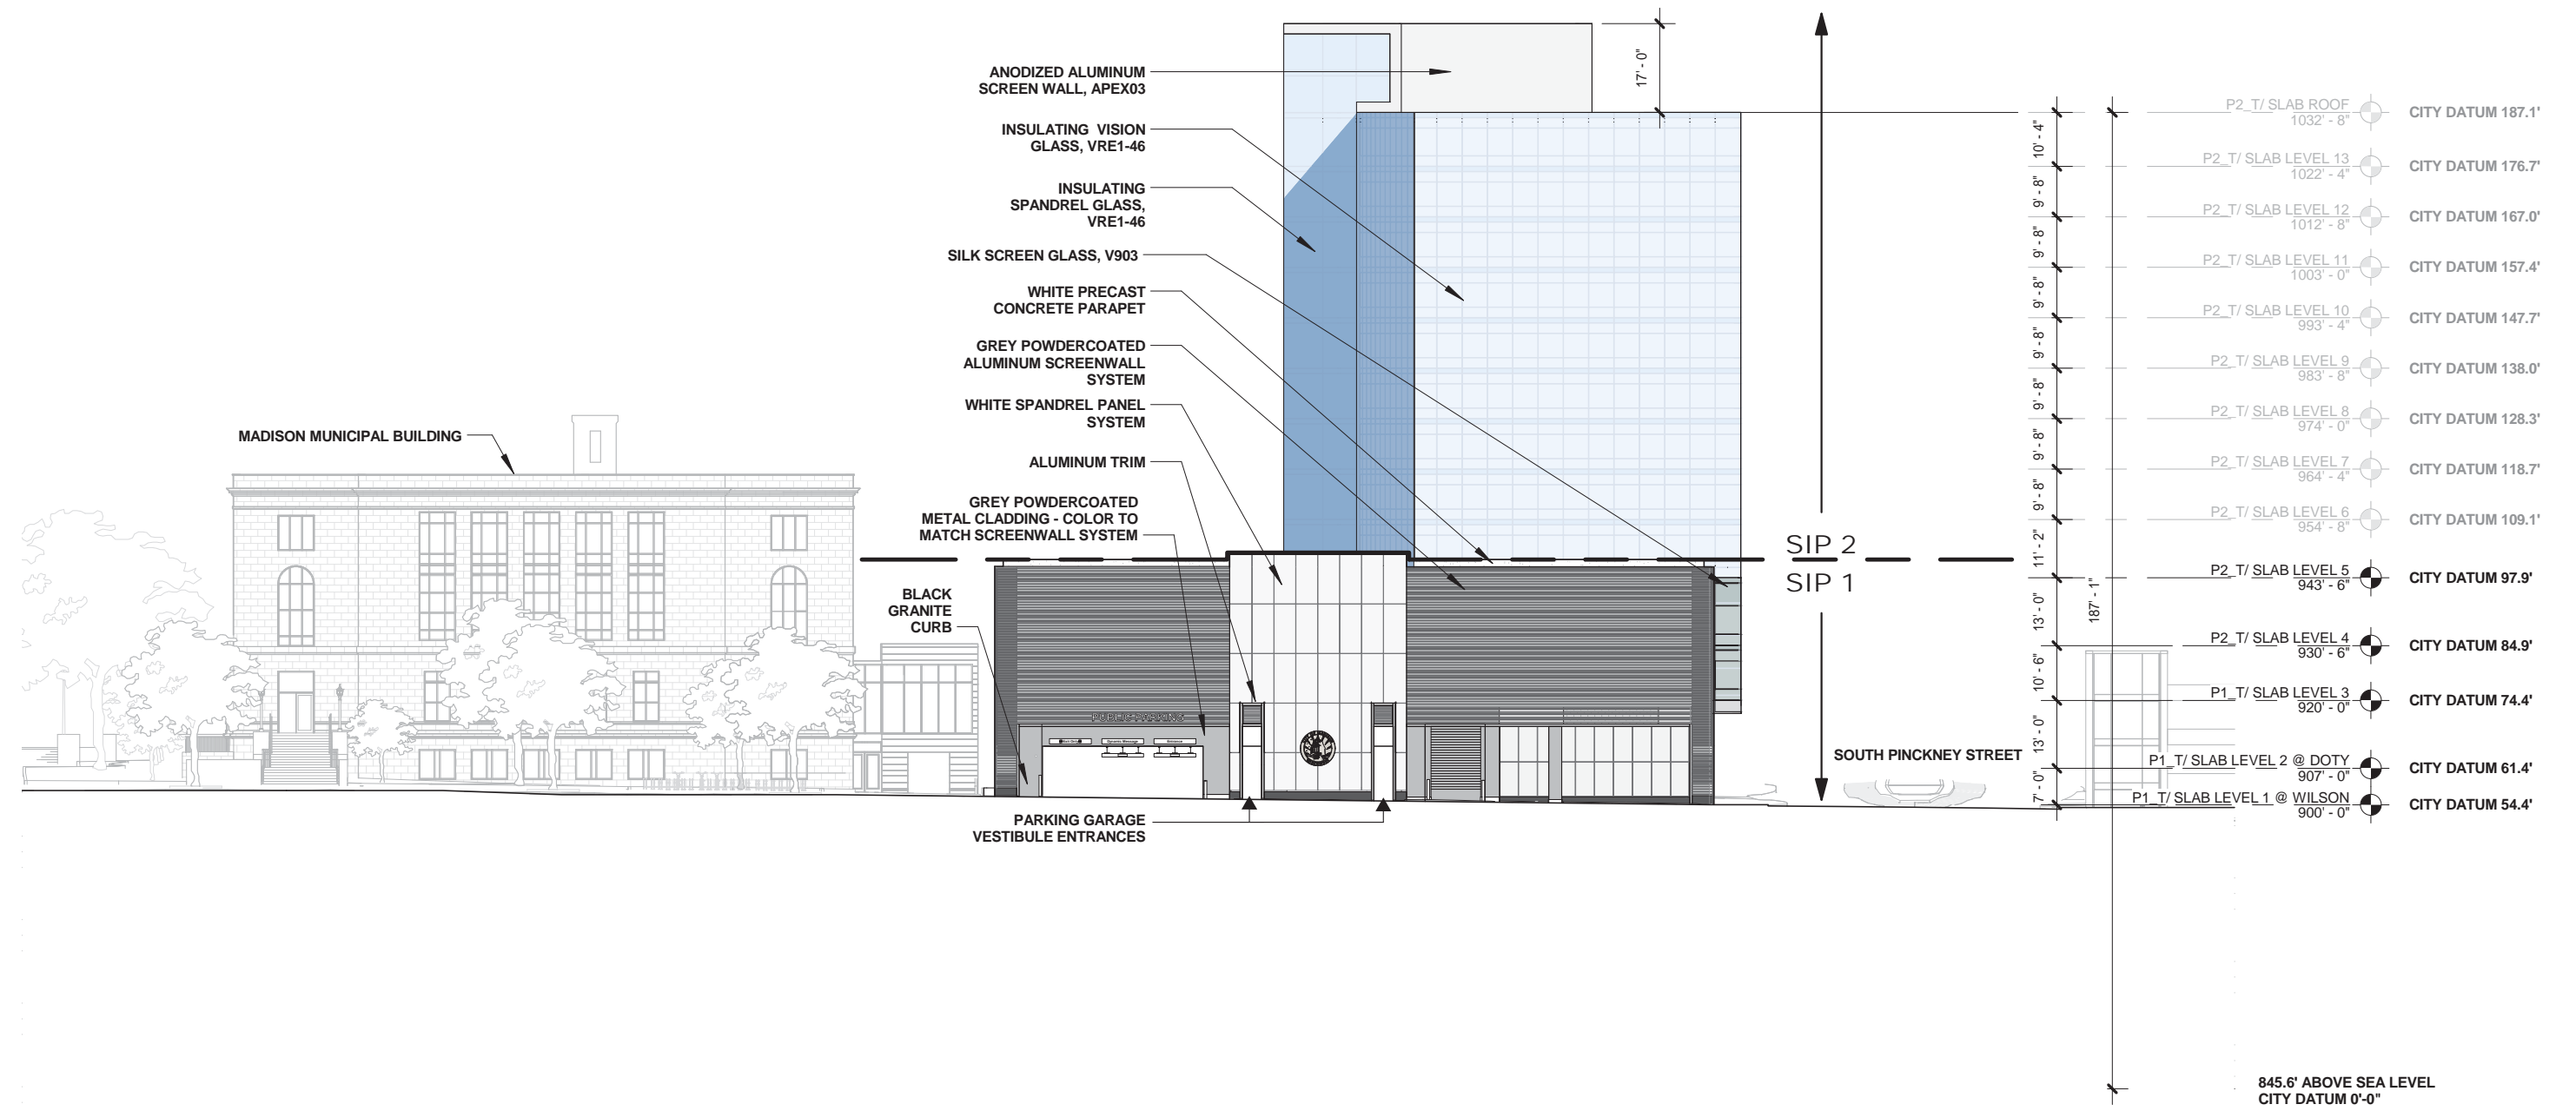 ANODIZED ALUMINUM
SCREEN WALL, APEX03
INSULATING VISION
GLASS, VRE1-46
INSULATING
SPANDREL GLASS,
VRE1-46
SILK SCREEN GLASS, V903
WHITE PRECAST
CONCRETE PARAPET
GREY POWDERCOATED
ALUMINUM SCREENWALL
SYSTEM
WHITE SPANDREL PANEL
SYSTEM
MADISON MUNICIPAL BUILDING
ALUMINUM TRIM
GREY POWDERCOATED
METAL CLADDING - COLOR TO
MATCH SCREENWALL SYSTEM
BLACK
GRANITE
CURB
PUBLIC PARKING
Dynamic Message
Entrance
PARKING GARAGE
VESTIBULE ENTRANCES
SIP 2
SIP 1
SOUTH PINCKNEY STREET
17' - 0"
10' - 4"
9' - 8"
9' - 8"
9' - 8"
9' - 8"
9' - 8"
9' - 8"
9' - 8"
11' - 2"
13' - 0"
10' - 6"
13' - 0"
7' - 0"
187' - 1"
P2_T/ SLAB ROOF
1032' - 8"
CITY DATUM 187.1'
P2_T/ SLAB LEVEL 13
1022' - 4"
CITY DATUM 176.7'
P2_T/ SLAB LEVEL 12
1012' - 8"
CITY DATUM 167.0'
P2_T/ SLAB LEVEL 11
1003' - 0"
CITY DATUM 157.4'
P2_T/ SLAB LEVEL 10
993' - 4"
CITY DATUM 147.7'
P2_T/ SLAB LEVEL 9
983' - 8"
CITY DATUM 138.0'
P2_T/ SLAB LEVEL 8
974' - 0"
CITY DATUM 128.3'
P2_T/ SLAB LEVEL 7
964' - 4"
CITY DATUM 118.7'
P2_T/ SLAB LEVEL 6
954' - 8"
CITY DATUM 109.1'
P2_T/ SLAB LEVEL 5
943' - 6"
CITY DATUM 97.9'
P2_T/ SLAB LEVEL 4
930' - 6"
CITY DATUM 84.9'
P1_T/ SLAB LEVEL 3
920' - 0"
CITY DATUM 74.4'
P1_T/ SLAB LEVEL 2 @ DOTY
907' - 0"
CITY DATUM 61.4'
P1_T/ SLAB LEVEL 1 @ WILSON
900' - 0"
CITY DATUM 54.4'
845.6' ABOVE SEA LEVEL
CITY DATUM 0'-0"